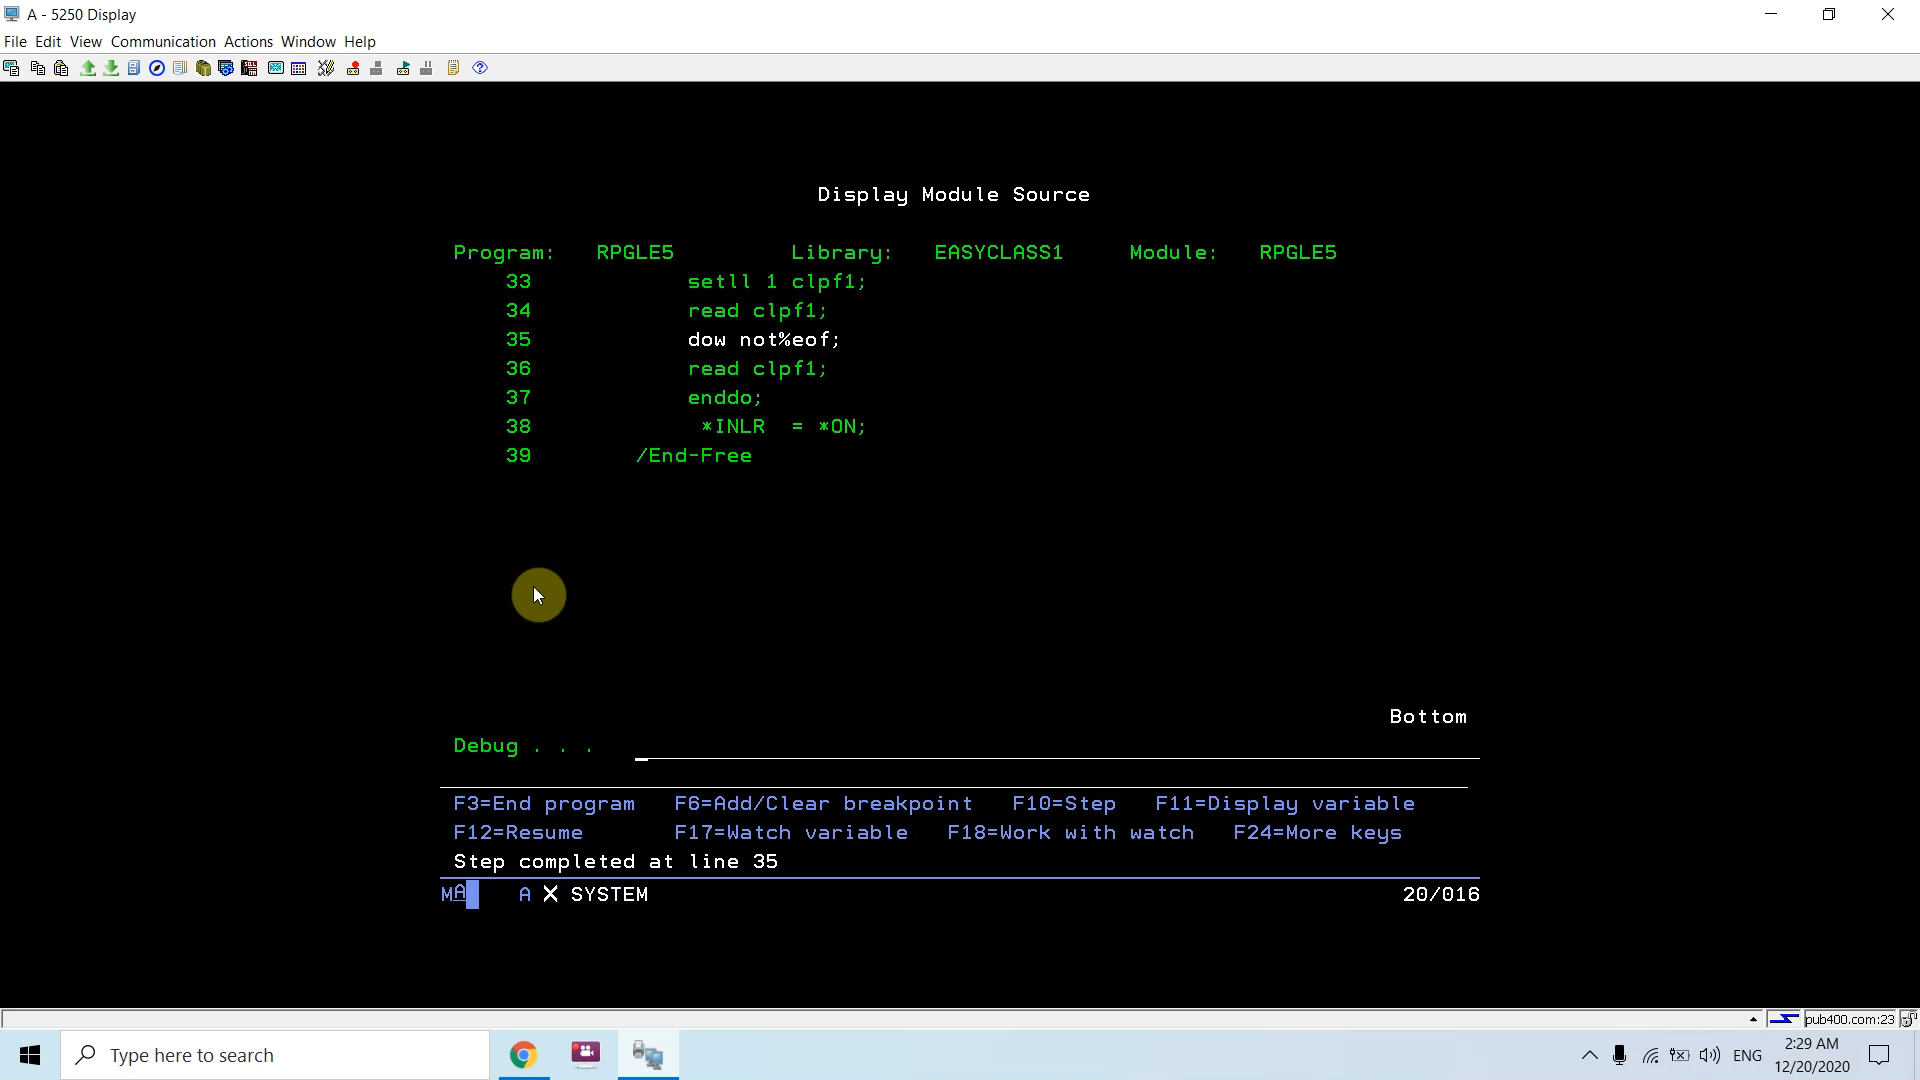 A - 5250 Display
File Edit View Communication Actions Window Help
Display Module Source
Program: RPGLE5 Library: EASYCLASS1 Module: RPGLE5
33 setll 1 clpf1;
34 read clpf1;
35 dow not%eof;
36 read clpf1;
37 enddo;
38 *INLR = *ON;
39 /End-Free
Bottom
Debug . . .
F3=End program F6=Add/Clear breakpoint F10=Step F11=Display variable
F12=Resume F17=Watch variable F18=Work with watch F24=More keys
Step completed at line 35
MA A X SYSTEM 20/016
pub400.com:23
Type here to search
ENG
2:29 AM
12/20/2020